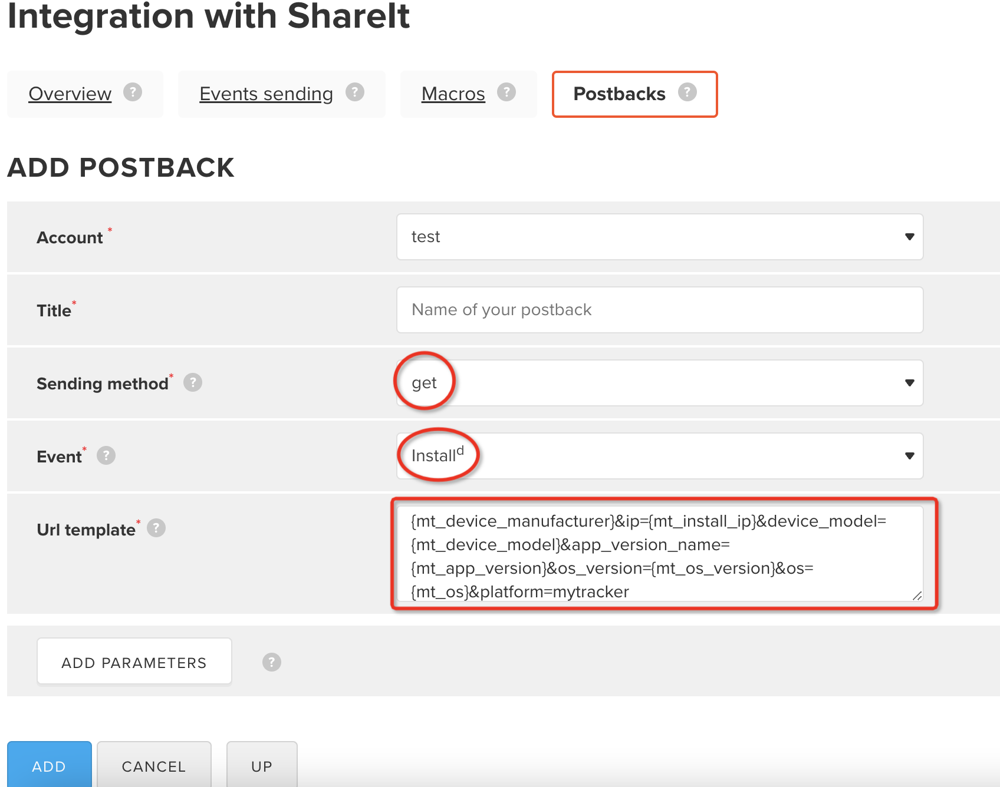 Integration with ShareIt
Overview ? Events sending ? Macros ? Postbacks ?
ADD POSTBACK
Account * test
Title* Name of your postback
Sending method* ? get
Event* ? Installᵈ
Url template* ? {mt_device_manufacturer}&ip={mt_install_ip}&device_model=
{mt_device_model}&app_version_name=
{mt_app_version}&os_version={mt_os_version}&os=
{mt_os}&platform=mytracker
ADD PARAMETERS ?
ADD CANCEL UP